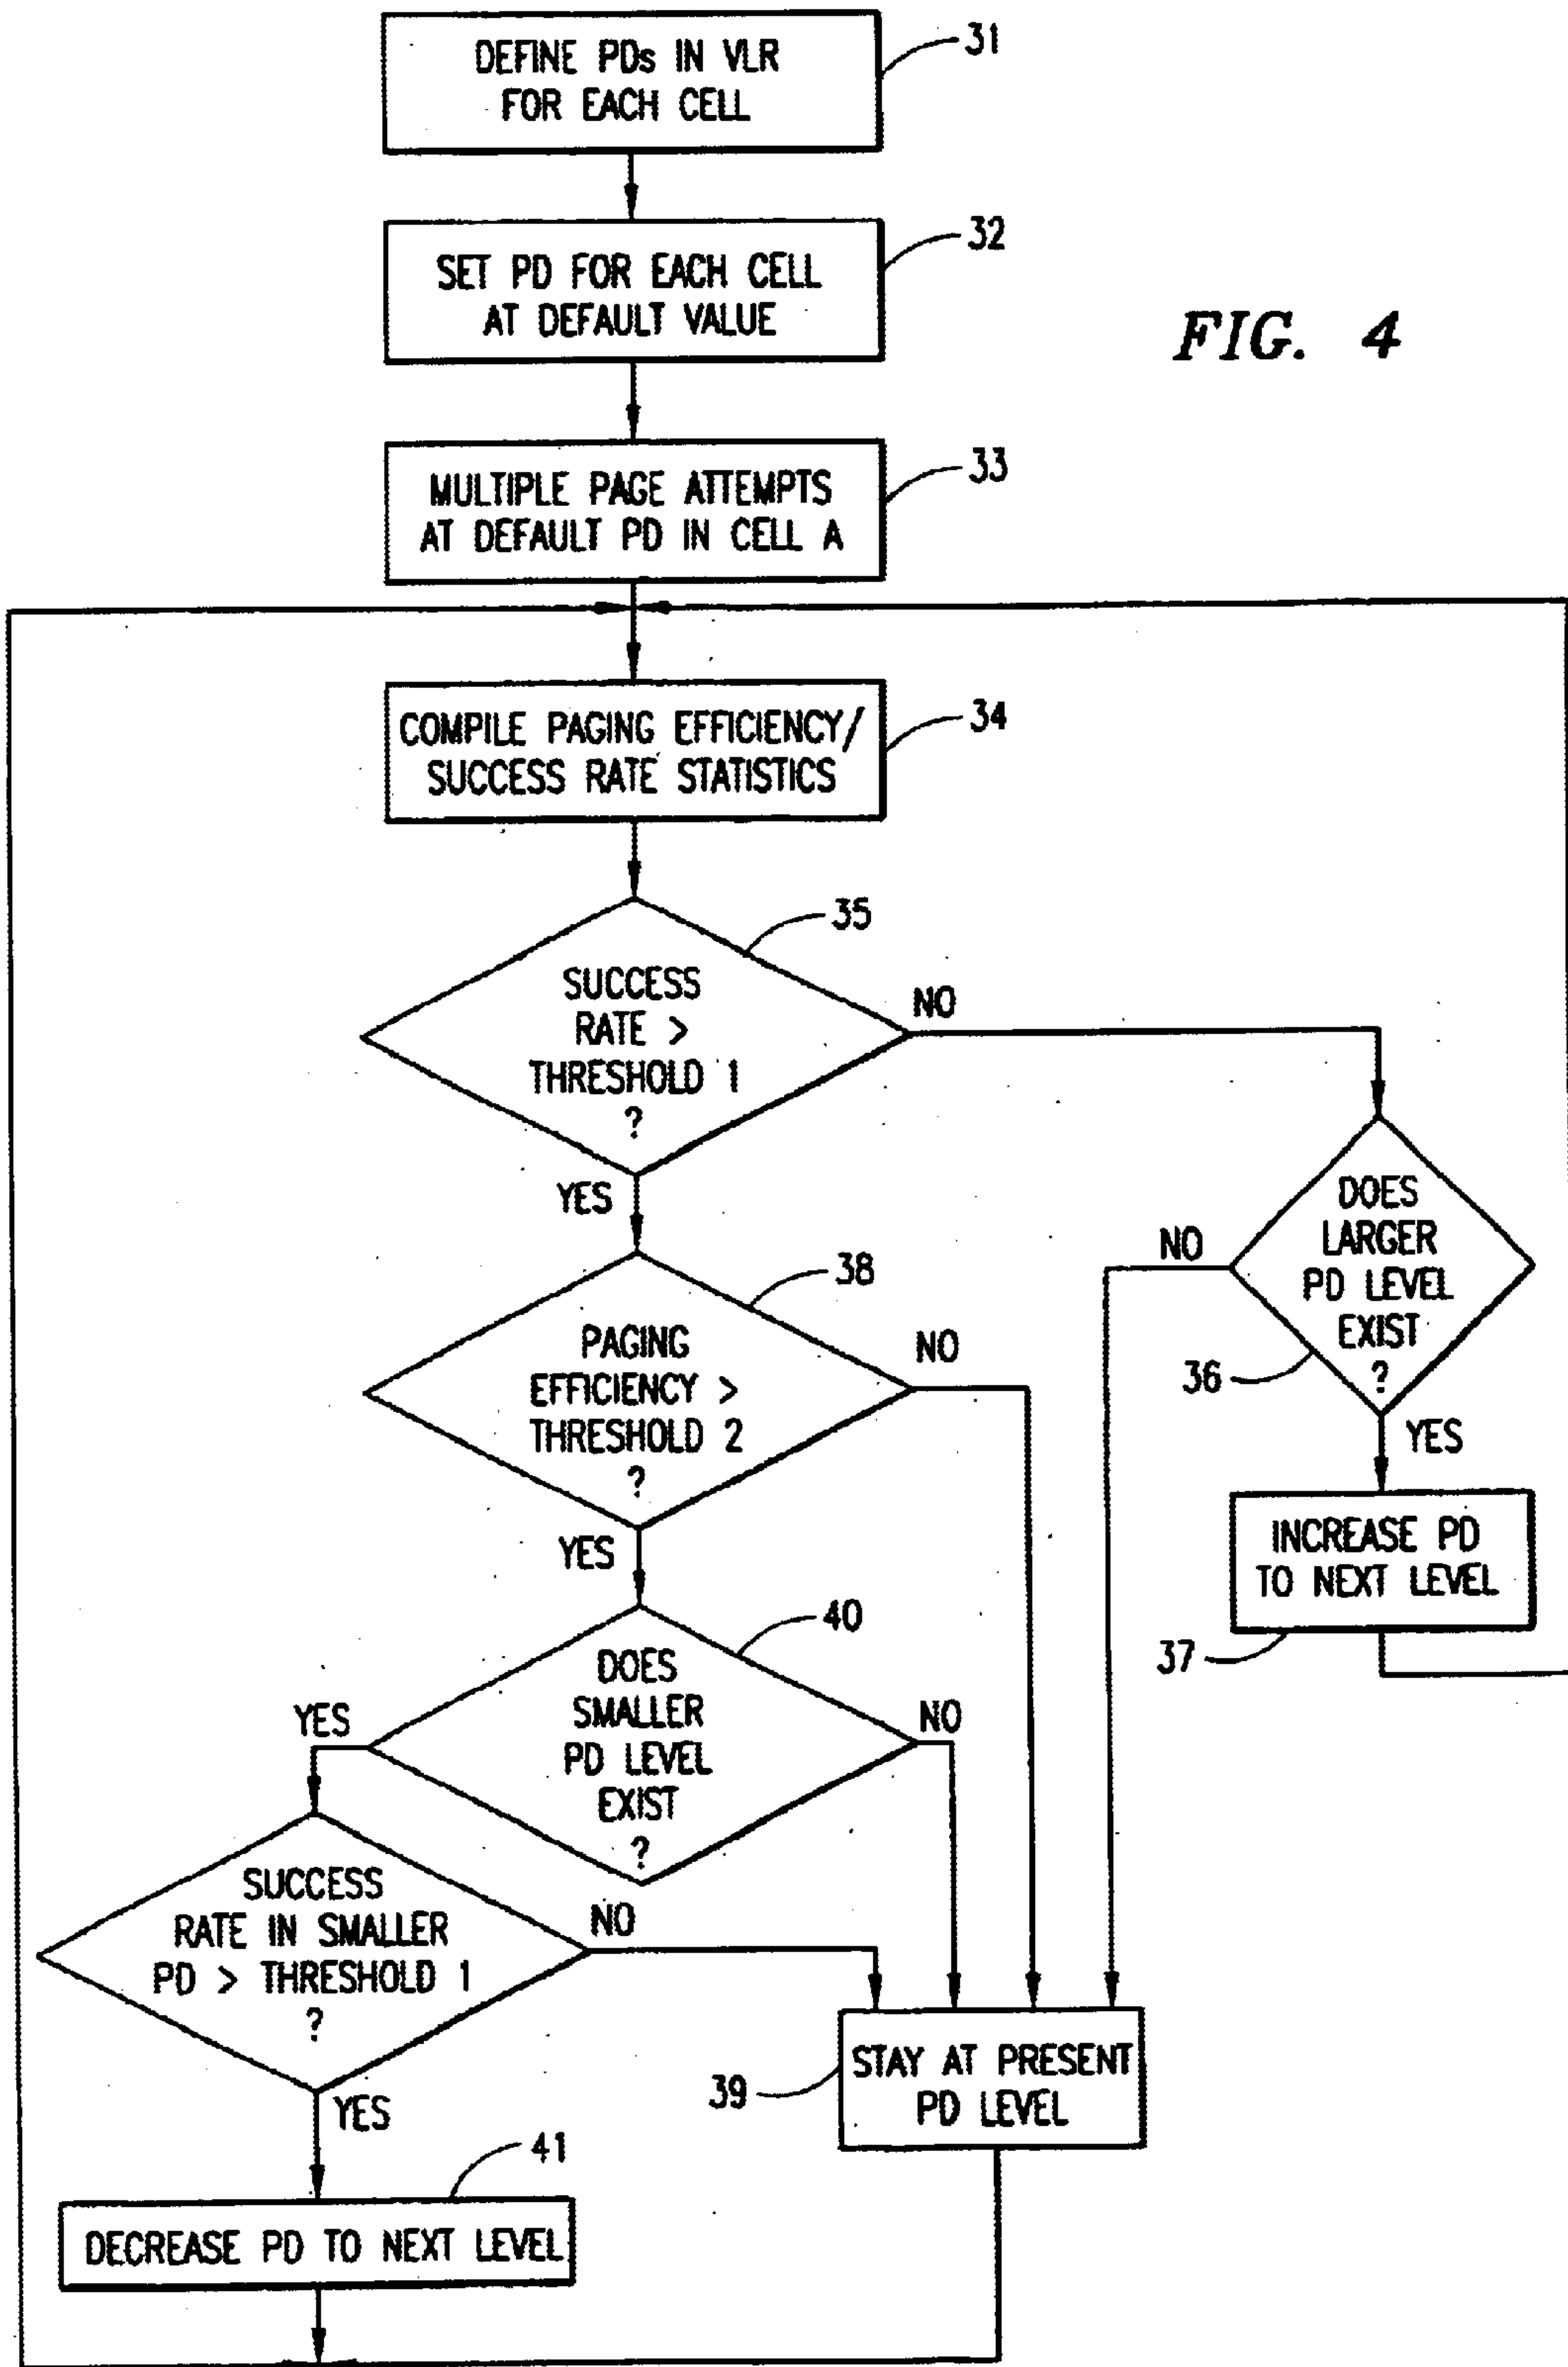 DEFINE PDs IN VLR
FOR EACH CELL
31
SET PD FOR EACH CELL
AT DEFAULT VALUE
32
FIG. 4
MULTIPLE PAGE ATTEMPTS
AT DEFAULT PD IN CELL A
33
COMPILE PAGING EFFICIENCY/
SUCCESS RATE STATISTICS
34
SUCCESS
RATE >
THRESHOLD 1
?
35
NO
YES
DOES
LARGER
PD LEVEL
EXIST
?
36
NO
YES
INCREASE PD
TO NEXT LEVEL
37
PAGING
EFFICIENCY >
THRESHOLD 2
?
38
NO
YES
DOES
SMALLER
PD LEVEL
EXIST
?
40
YES
NO
SUCCESS
RATE IN SMALLER
PD > THRESHOLD 1
?
NO
YES
STAY AT PRESENT
PD LEVEL
39
41
DECREASE PD TO NEXT LEVEL